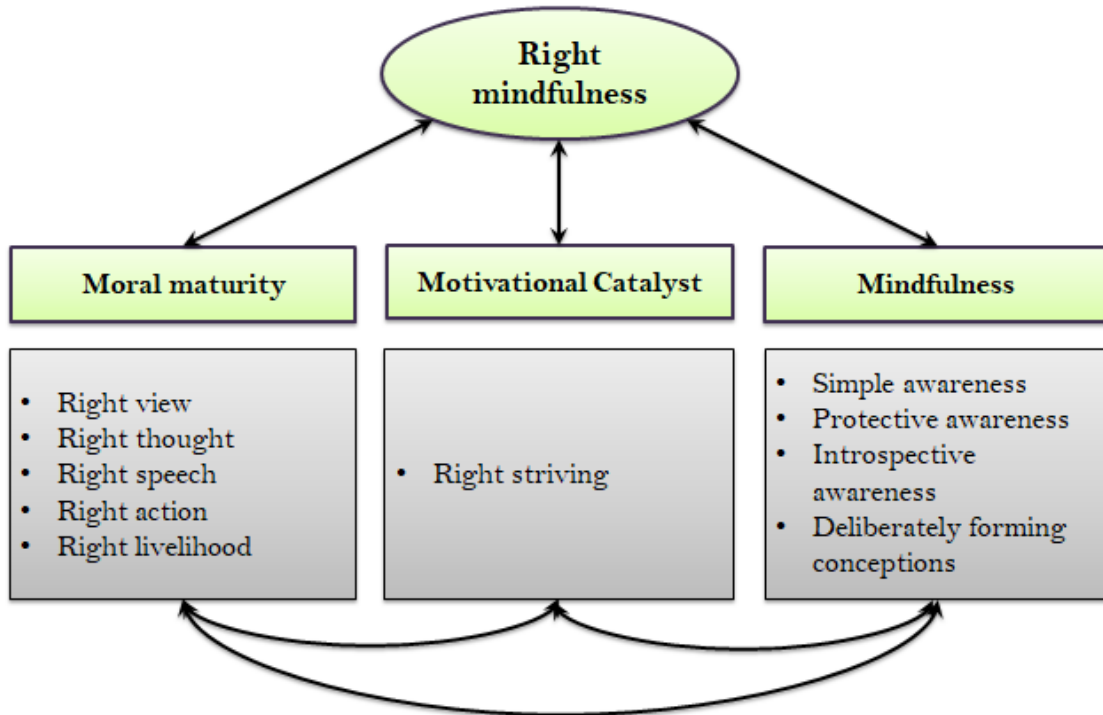 Right
mindfulness
Moral maturity
Motivational Catalyst
Mindfulness
• Right view
• Right thought
• Right speech
• Right action
• Right livelihood
• Right striving
• Simple awareness
• Protective awareness
• Introspective
awareness
• Deliberately forming
conceptions